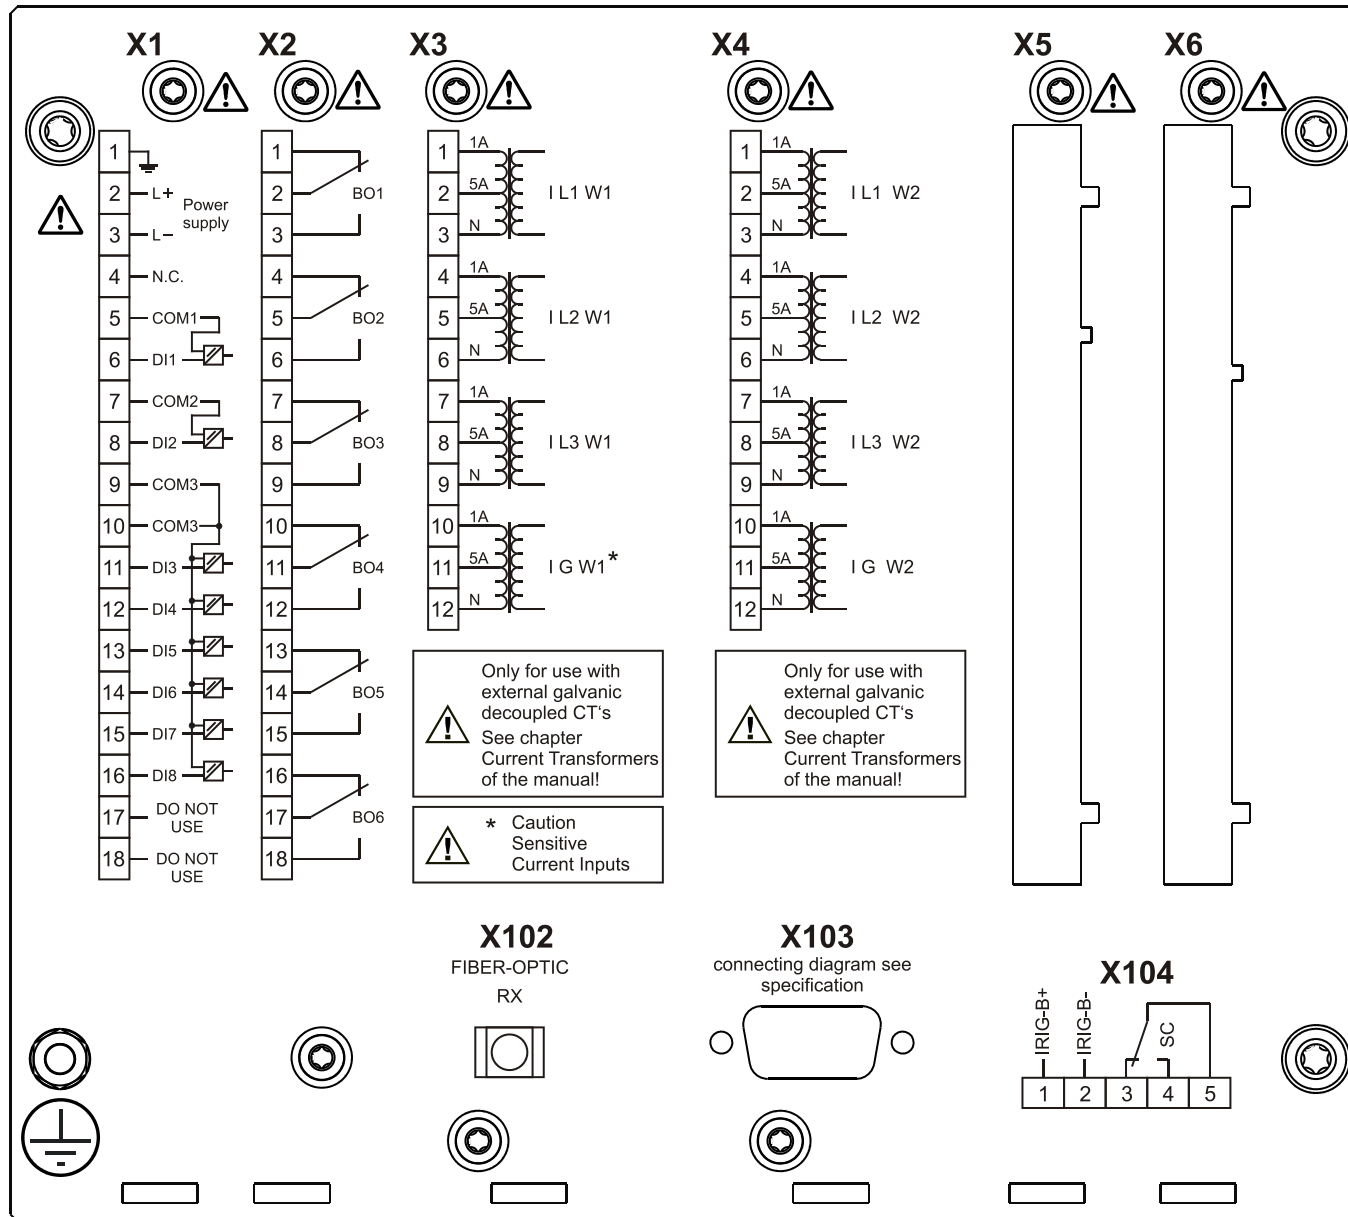 X1 X2 X3 X4 X5 X6
1
2 L+ Power
supply
3 L−
4 N.C.
5 COM1
6 DI1
7 COM2
8 DI2
9 COM3
10 COM3
11 DI3
12 DI4
13 DI5
14 DI6
15 DI7
16 DI8
17 DO NOT
USE
18 DO NOT
USE
1
2 BO1
3
4
5 BO2
6
7
8 BO3
9
10
11 BO4
12
13
14 BO5
15
16
17 BO6
18
1 1A
2 5A I L1 W1
3 N
4 1A
5 5A I L2 W1
6 N
7 1A
8 5A I L3 W1
9 N
10 1A
11 5A I G W1*
12 N
Only for use with
external galvanic
decoupled CT‘s
See chapter
Current Transformers
of the manual!
* Caution
Sensitive
Current Inputs
1 1A
2 5A I L1 W2
3 N
4 1A
5 5A I L2 W2
6 N
7 1A
8 5A I L3 W2
9 N
10 1A
11 5A I G W2
12 N
Only for use with
external galvanic
decoupled CT‘s
See chapter
Current Transformers
of the manual!
X102
FIBER-OPTIC
RX
X103
connecting diagram see
specification
X104
IRIG-B+
IRIG-B-
SC
1 2 3 4 5